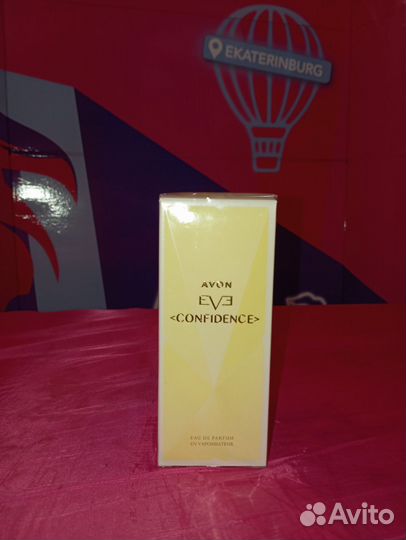 EKATERINBURG
AVON
EVE
<CONFIDENCE>
EAU DE PARFUM
EN VAPORISATEUR
Avito